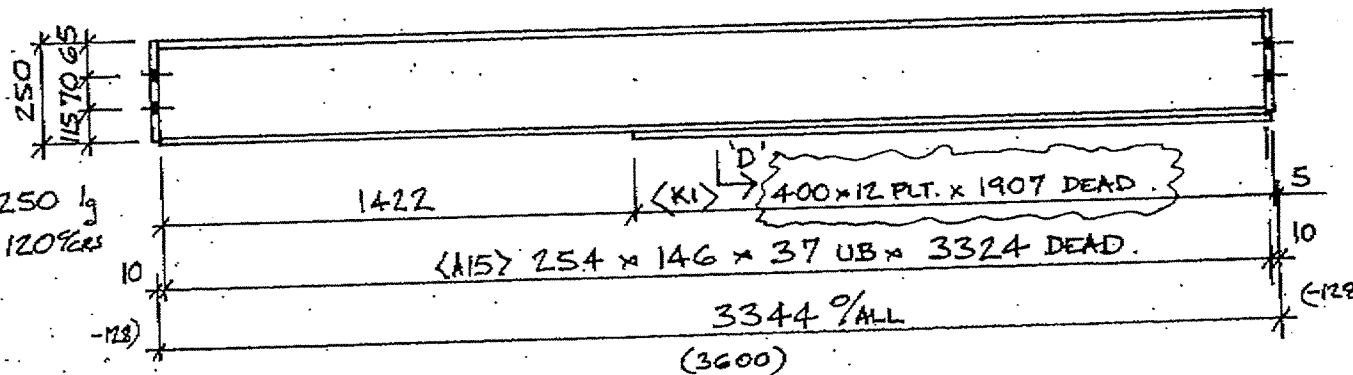 250
65
70
115
250 lg
120 %CRS
1422
<K1>
'D'
400 x 12 PLT. x 1907 DEAD.
5
10
<A15> 254 x 146 x 37 UB x 3324 DEAD.
10
-128)
3344 %ALL
(-128
(3600)